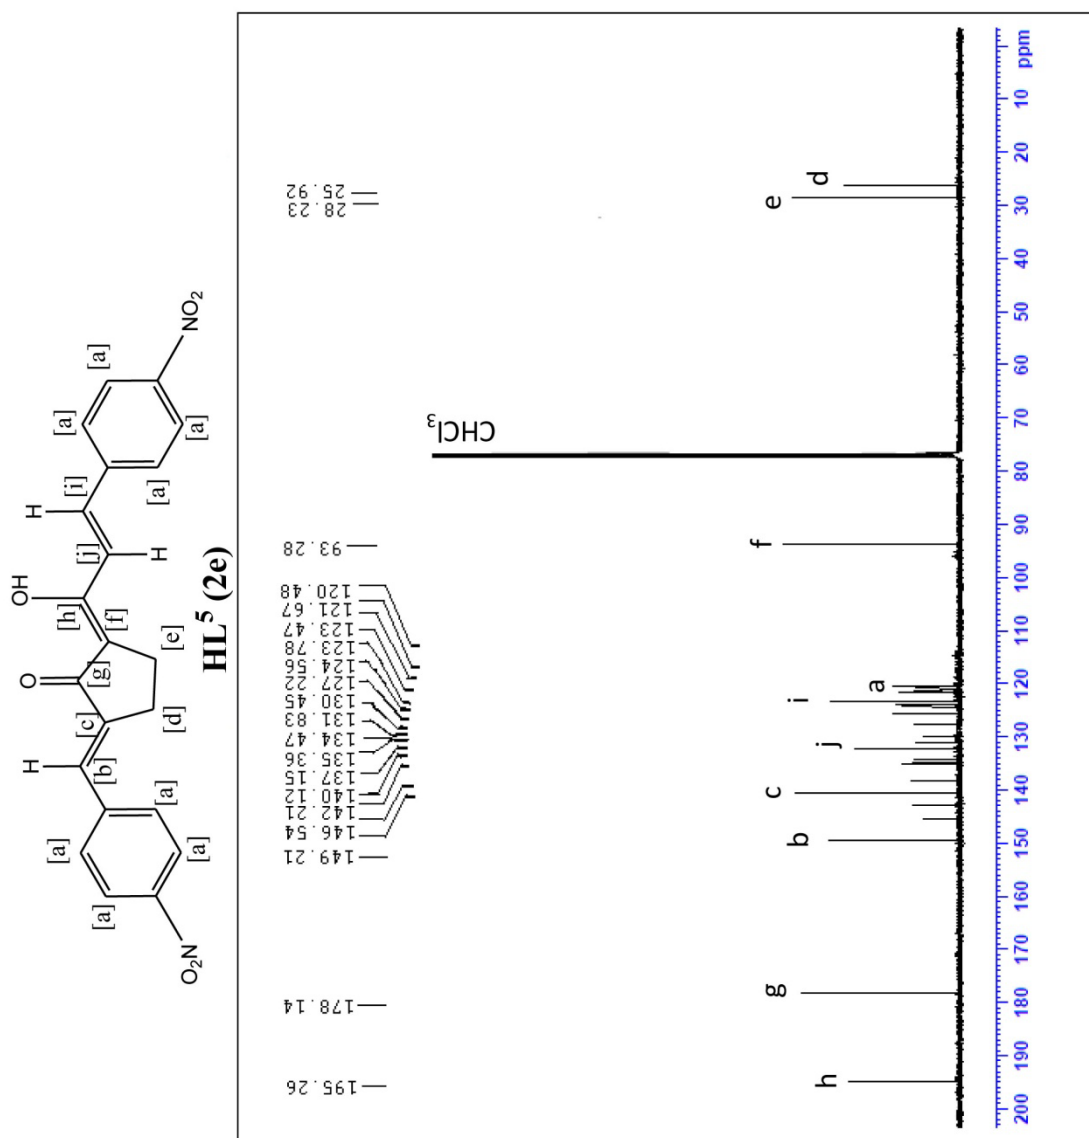 OH
O
H
H
H
[h]
[g]
[f]
[e]
[d]
[c]
[b]
[j]
[i]
[a]
[a]
[a]
[a]
[a]
[a]
[a]
[a]
O₂N
NO₂
HL⁵ (2e)
195.26
178.14
149.21
146.54
142.21
140.12
137.15
135.36
134.47
131.83
130.45
127.22
124.56
123.78
123.47
121.67
120.48
93.28
28.23
25.92
CHCl₃
h
g
b
c
j
i
a
f
e
d
200 190 180 170 160 150 140 130 120 110 100 90 80 70 60 50 40 30 20 10 ppm